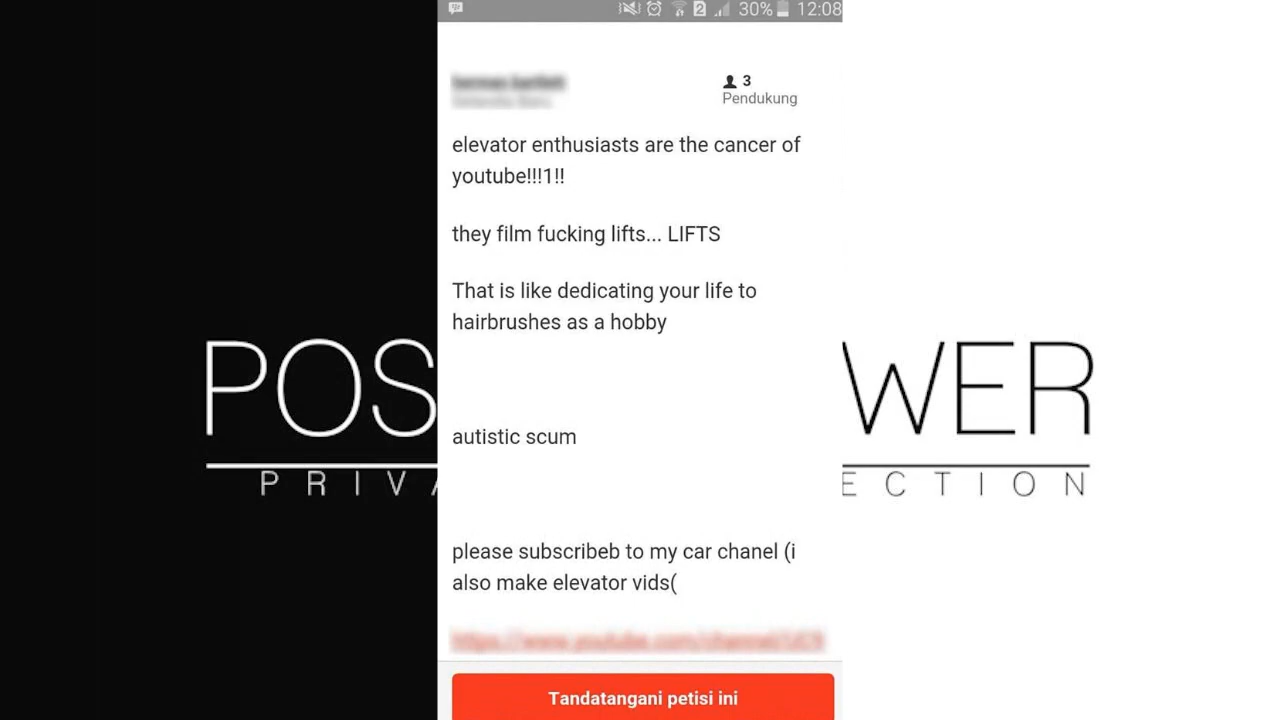 30% 12:08
3
Pendukung
elevator enthusiasts are the cancer of
youtube!!!1!!
they film fucking lifts... LIFTS
That is like dedicating your life to
hairbrushes as a hobby
autistic scum
please subscribeb to my car chanel (i
also make elevator vids(
Tandatangani petisi ini
POS WER
PRIV ECTION